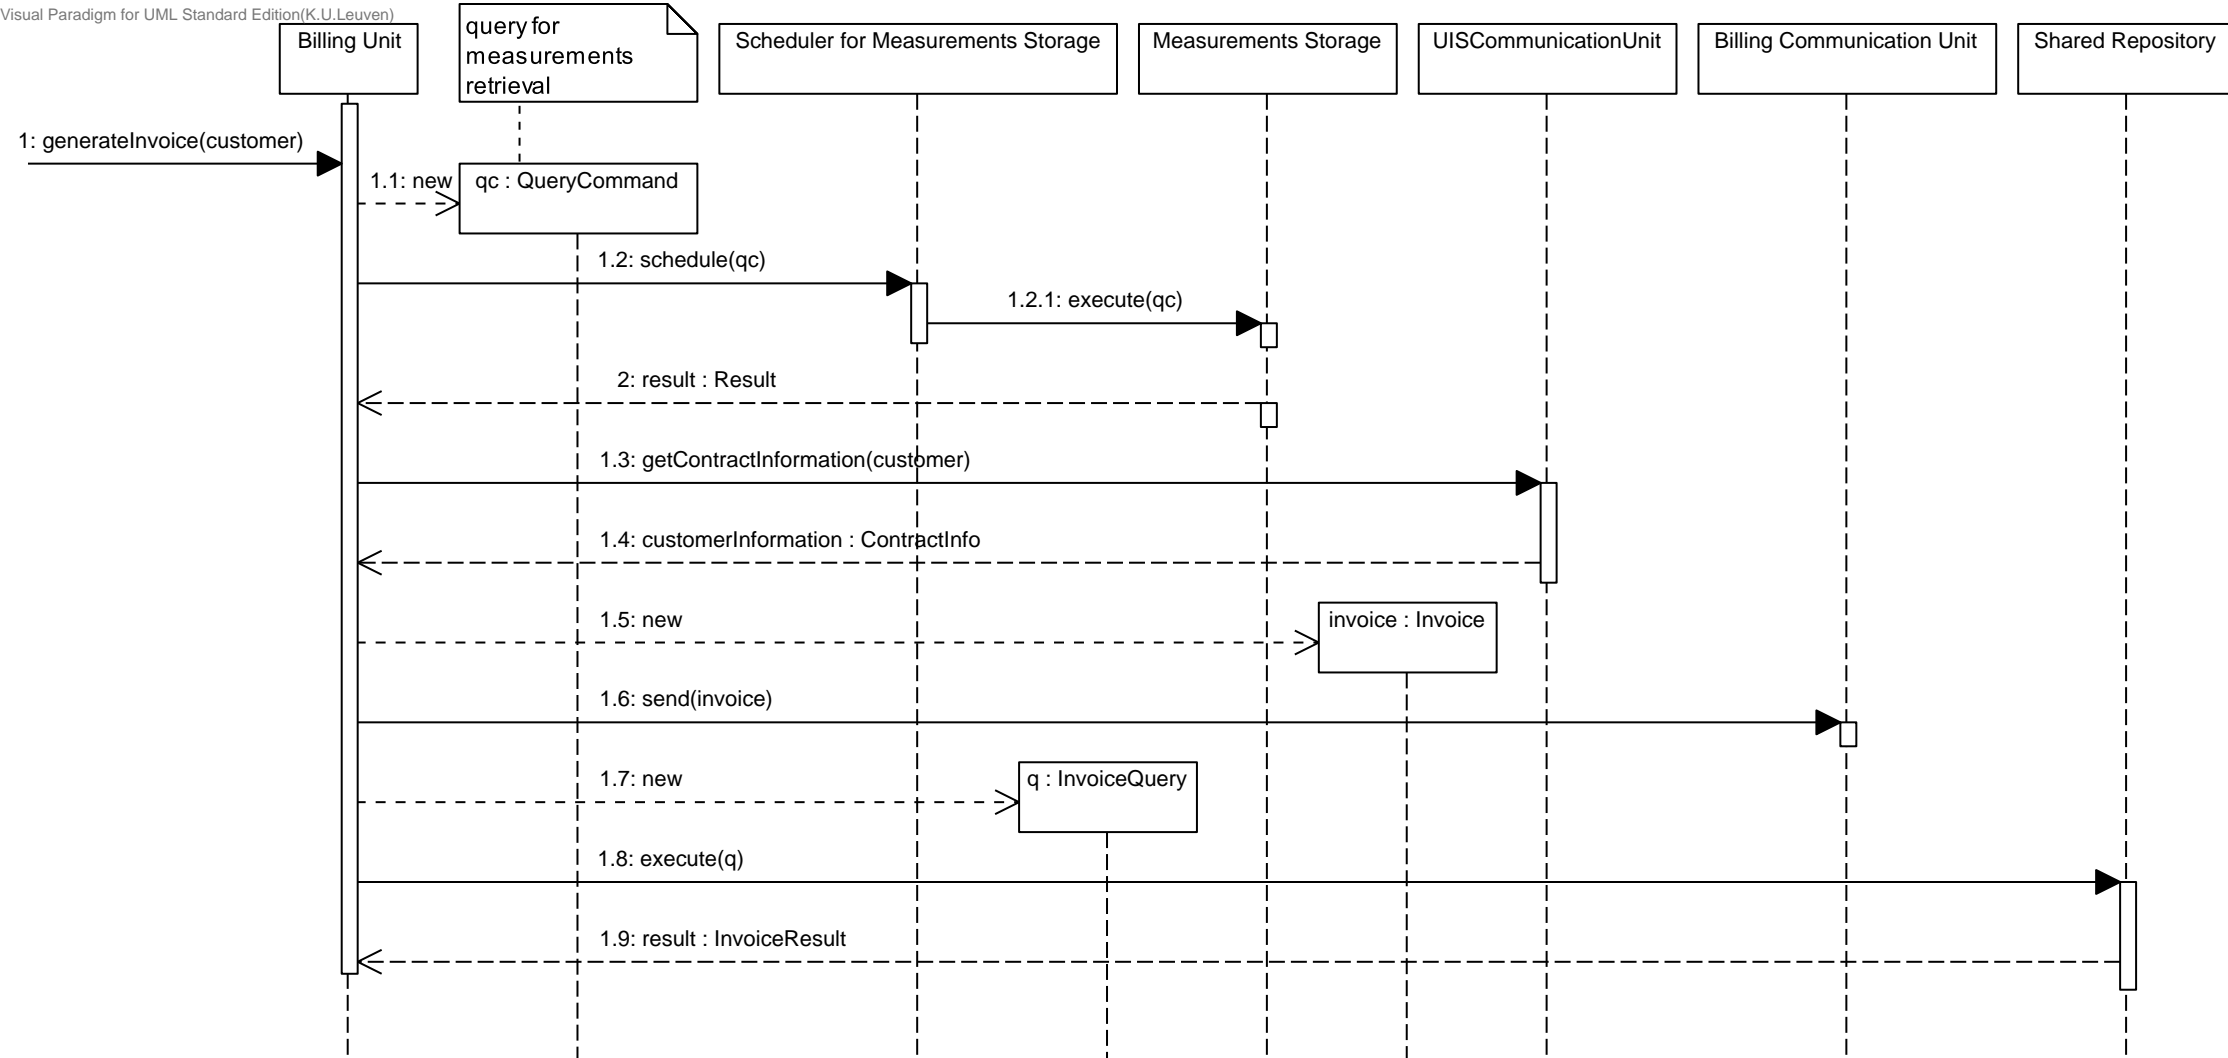 Visual Paradigm for UML Standard Edition(K.U.Leuven)
Billing Unit
query for
measurements
retrieval
Scheduler for Measurements Storage
Measurements Storage
UISCommunicationUnit
Billing Communication Unit
Shared Repository
1: generateInvoice(customer)
1.1: new
qc : QueryCommand
1.2: schedule(qc)
1.2.1: execute(qc)
2: result : Result
1.3: getContractInformation(customer)
1.4: customerInformation : ContractInfo
1.5: new
invoice : Invoice
1.6: send(invoice)
1.7: new
q : InvoiceQuery
1.8: execute(q)
1.9: result : InvoiceResult